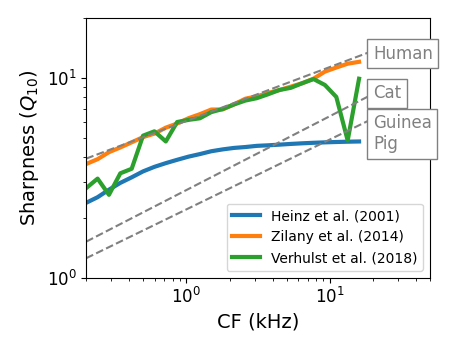 Human
Cat
Guinea
Pig
Sharpness (Q₁₀)
10¹
10⁰
Heinz et al. (2001)
Zilany et al. (2014)
Verhulst et al. (2018)
10⁰
10¹
CF (kHz)